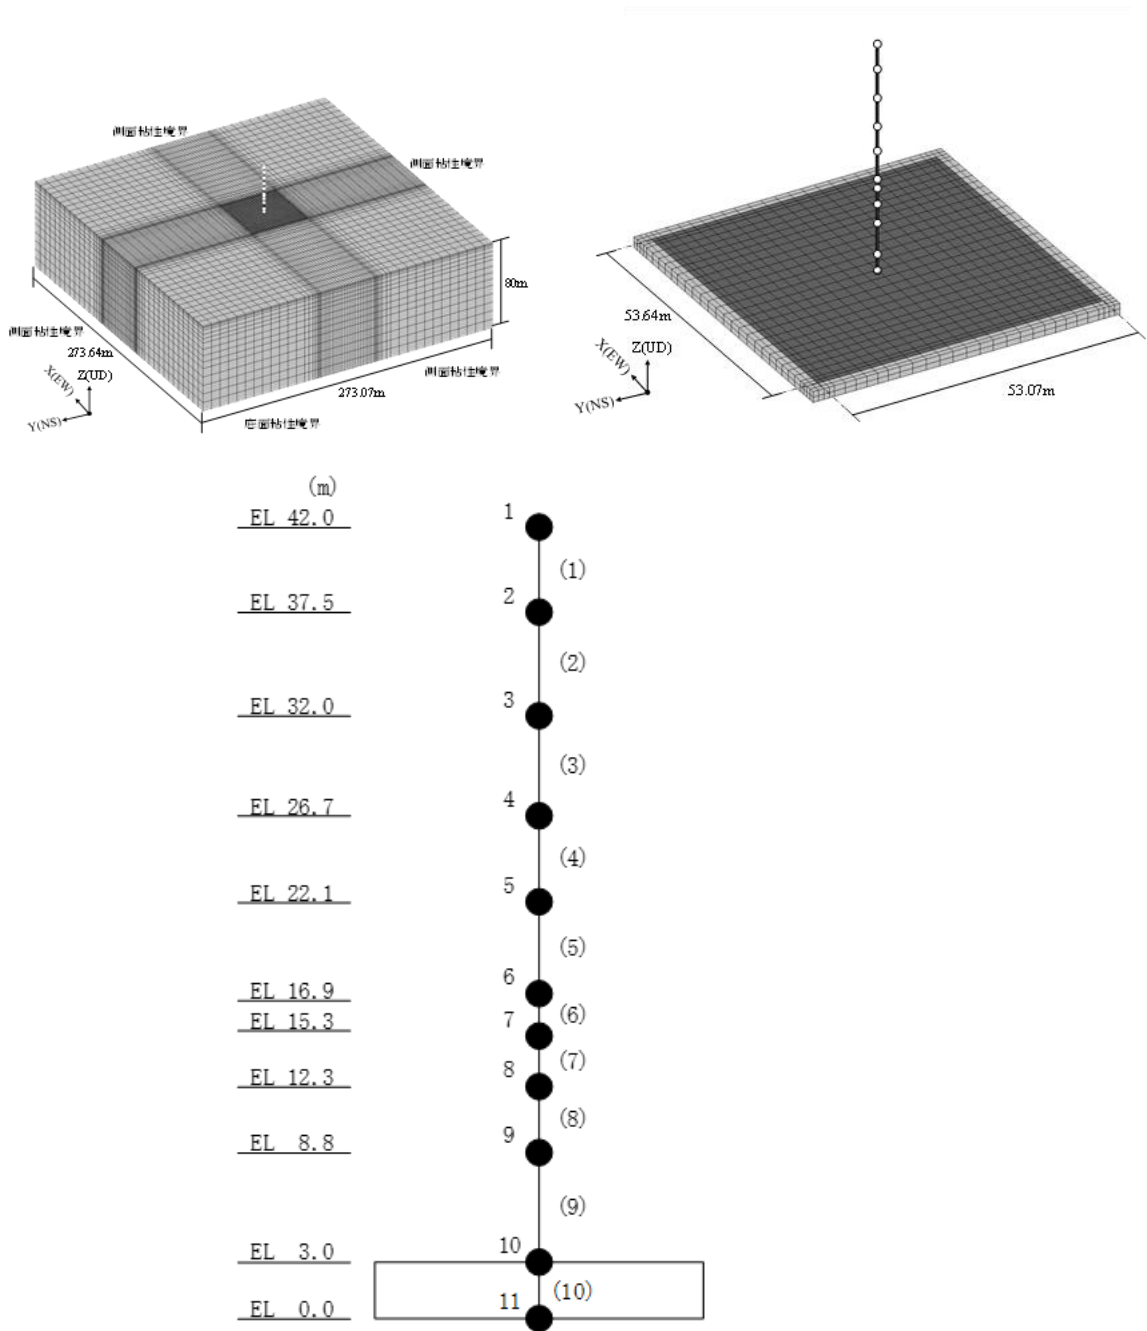 側面粘性境界
側面粘性境界
80m
側面粘性境界
273.64m
Z(UD)
X(EW)
Y(NS)
273.07m
側面粘性境界
底面粘性境界
53.64m
X(EW)
Z(UD)
Y(NS)
53.07m
(m)
EL 42.0 1
(1)
EL 37.5 2
(2)
EL 32.0 3
(3)
EL 26.7 4
(4)
EL 22.1 5
(5)
EL 16.9 6
(6)
EL 15.3 7
(7)
EL 12.3 8
(8)
EL 8.8 9
(9)
EL 3.0 10
(10)
EL 0.0 11